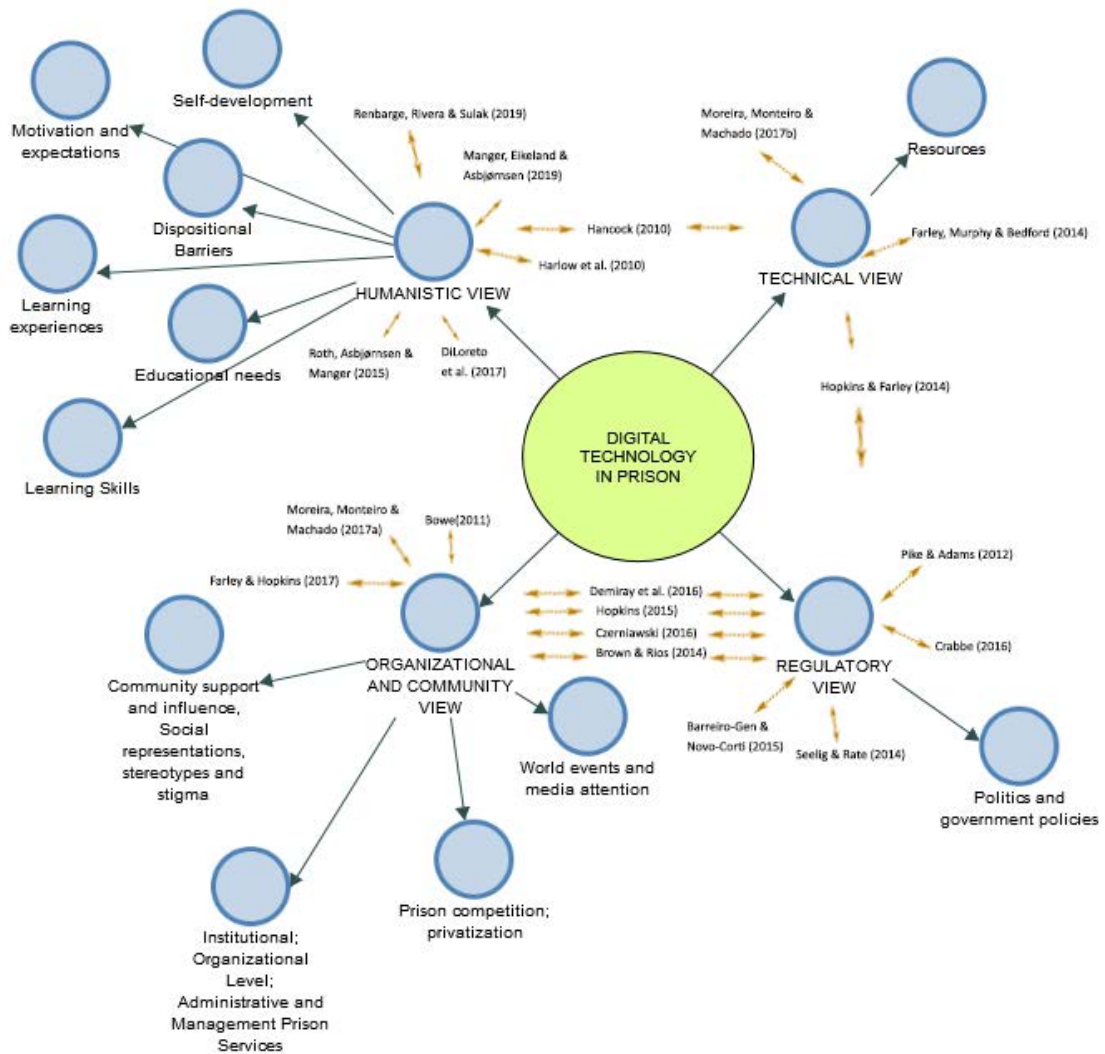 Self-development
Motivation and
expectations
Renbarge, Rivera & Sulak (2019)
Moreira, Monteiro &
Machado (2017b)
Resources
Manger, Eikeland &
Asbjørnsen (2019)
Dispositional
Barriers
Hancock (2010)
Farley, Murphy & Bedford (2014)
Harlow et al. (2010)
TECHNICAL VIEW
HUMANISTIC VIEW
Learning
experiences
Roth, Asbjørnsen &
Manger (2015)
DiLoreto
et al. (2017)
Educational needs
Hopkins & Farley (2014)
DIGITAL
TECHNOLOGY
IN PRISON
Learning Skills
Moreira, Monteiro &
Machado (2017a)
Bowe(2011)
Pike & Adams (2012)
Farley & Hopkins (2017)
Demiray et al. (2016)
Hopkins (2015)
Czerniawski (2016)
Brown & Rios (2014)
Crabbe (2016)
ORGANIZATIONAL
AND COMMUNITY
VIEW
REGULATORY
VIEW
Community support
and influence,
Social
representations,
stereotypes and
stigma
Barreiro-Gen &
Novo-Corti (2015)
Seelig & Rate (2014)
World events and
media attention
Politics and
government policies
Prison competition;
privatization
Institutional;
Organizational
Level;
Administrative and
Management Prison
Services